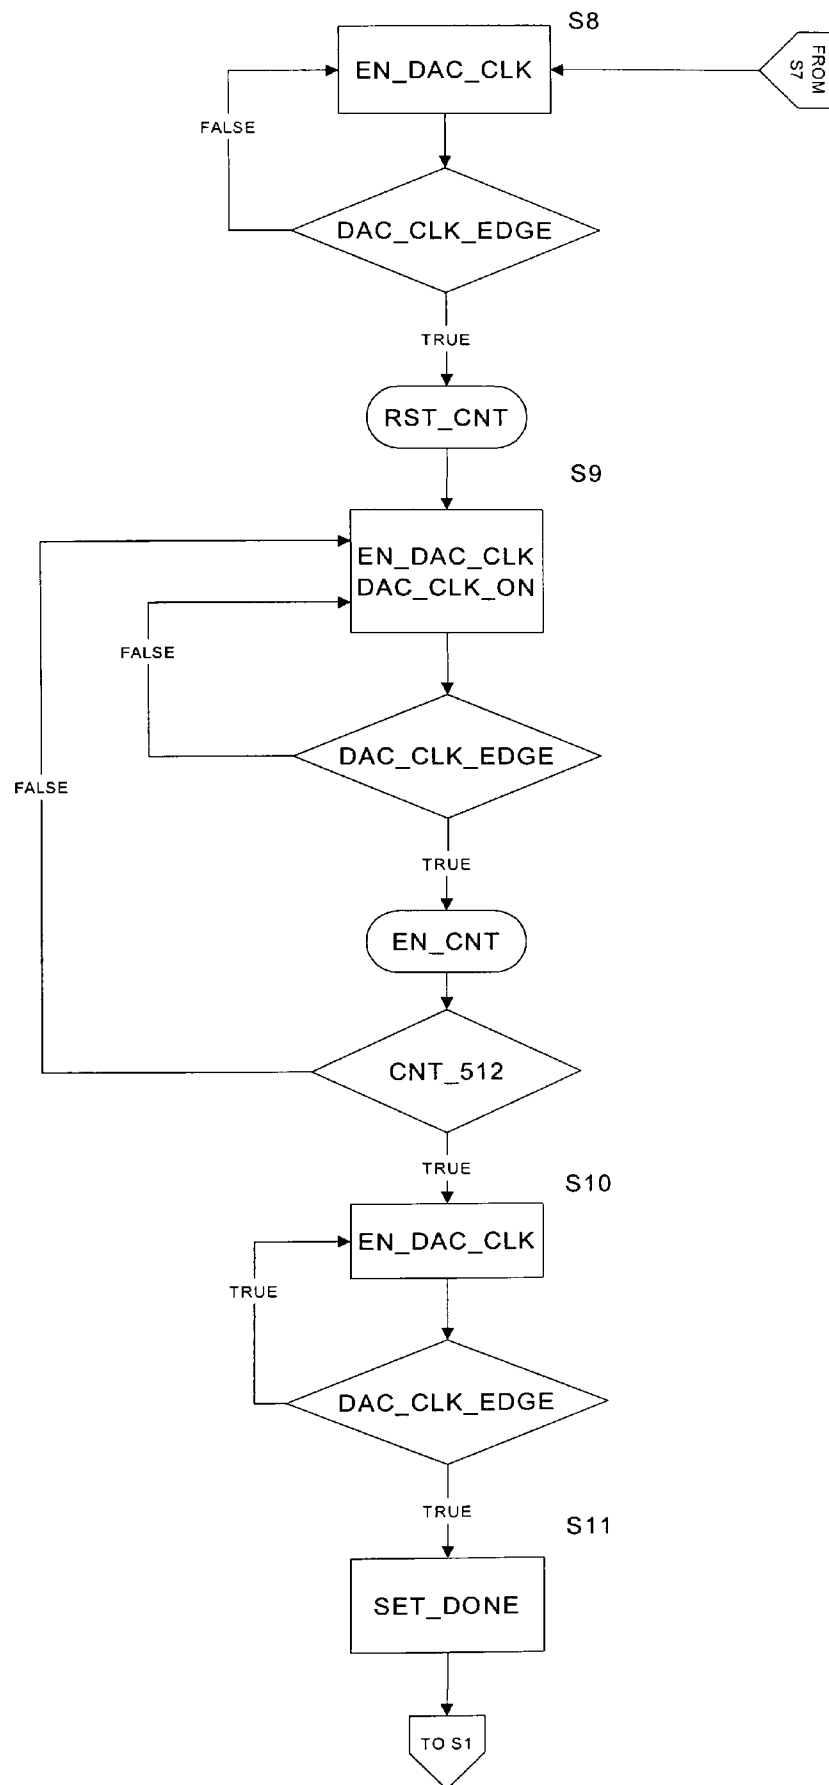 S8
EN_DAC_CLK
FROM
S7
FALSE
DAC_CLK_EDGE
TRUE
RST_CNT
S9
EN_DAC_CLK
DAC_CLK_ON
FALSE
DAC_CLK_EDGE
FALSE
TRUE
EN_CNT
CNT_512
TRUE
S10
EN_DAC_CLK
TRUE
DAC_CLK_EDGE
TRUE
S11
SET_DONE
TO S1